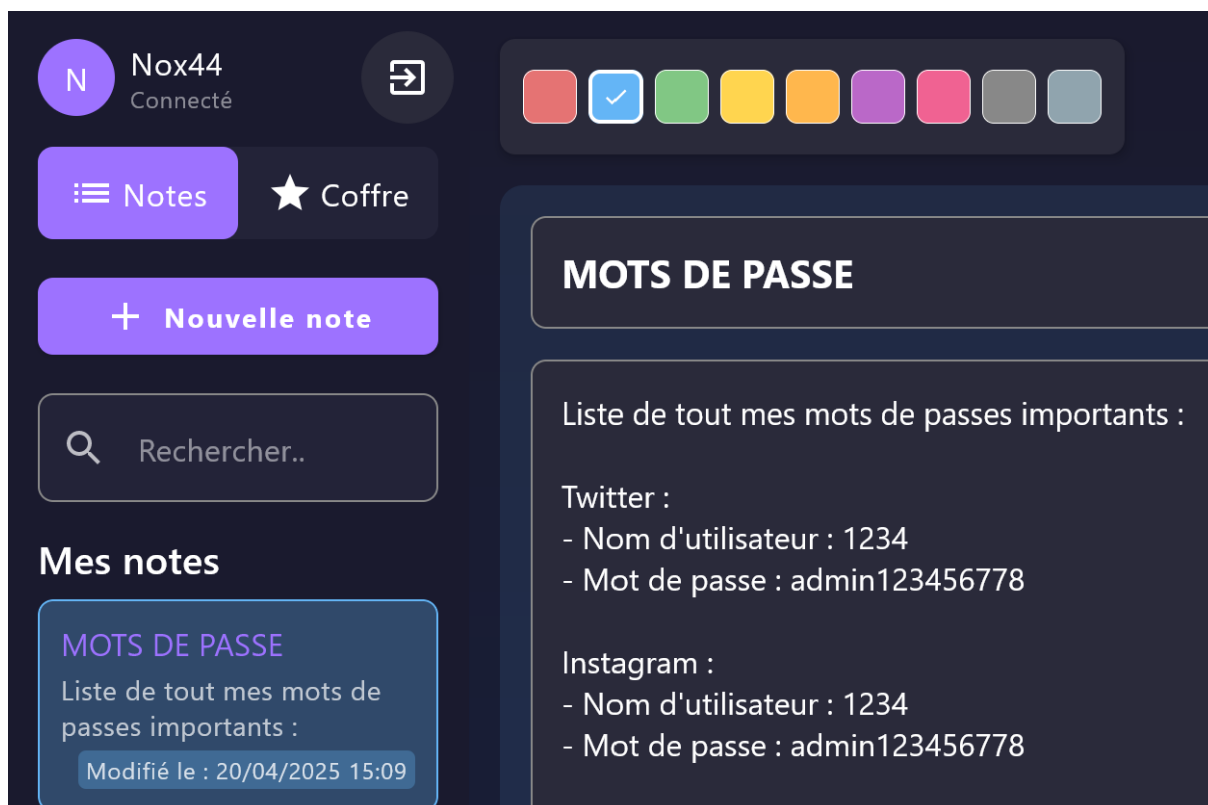 N
Nox44
Connecté
Notes
Coffre
Nouvelle note
Rechercher..
Mes notes
MOTS DE PASSE
Liste de tout mes mots de
passes importants :
Modifié le : 20/04/2025 15:09
MOTS DE PASSE
Liste de tout mes mots de passes importants :
Twitter :
- Nom d'utilisateur : 1234
- Mot de passe : admin123456778
Instagram :
- Nom d'utilisateur : 1234
- Mot de passe : admin123456778